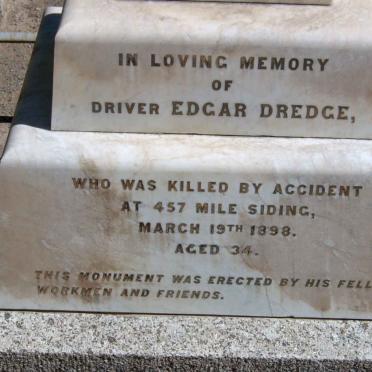 IN LOVING MEMORY
OF
DRIVER EDGAR DREDGE,
WHO WAS KILLED BY ACCIDENT
AT 457 MILE SIDING,
MARCH 19TH 1898.
AGED 34.
THIS MONUMENT WAS ERECTED BY HIS FELL
WORKMEN AND FRIENDS.